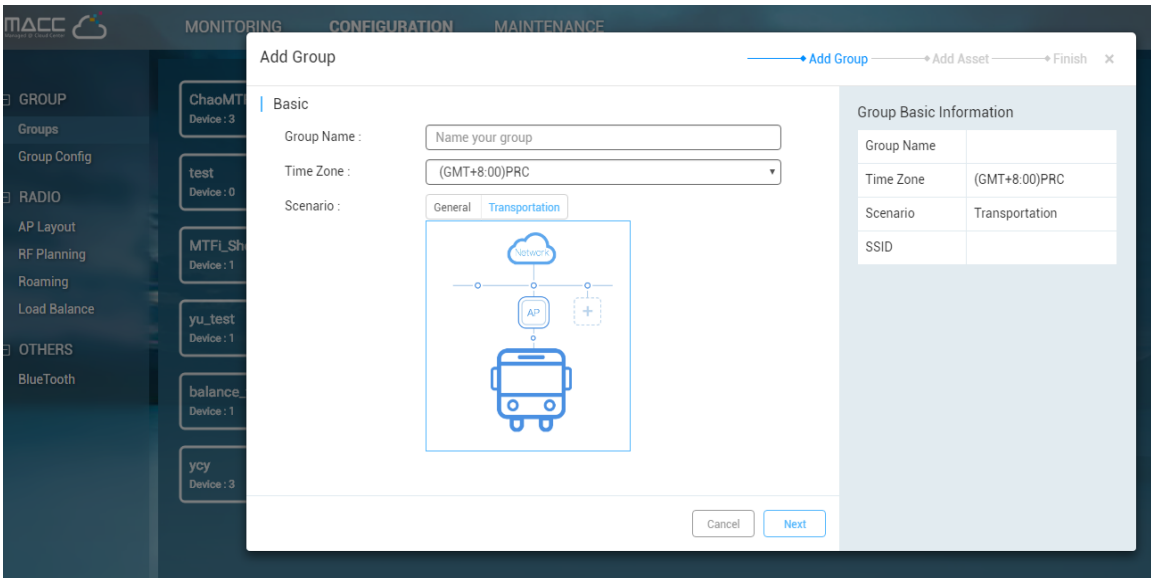 MACC
MONITORING CONFIGURATION MAINTENANCE
GROUP
Groups
Group Config
RADIO
AP Layout
RF Planning
Roaming
Load Balance
OTHERS
BlueTooth
Device : 3
test
Device : 0
Device : 1
yu_test
Device : 1
balance_
Device : 1
ycy
Device : 3
Add Group
Add Group Add Asset Finish ×
Basic
Group Name : Name your group
Time Zone : (GMT+8:00)PRC
Scenario : General Transportation
Network
AP
+
Cancel Next
Group Basic Information
Group Name
Time Zone (GMT+8:00)PRC
Scenario Transportation
SSID